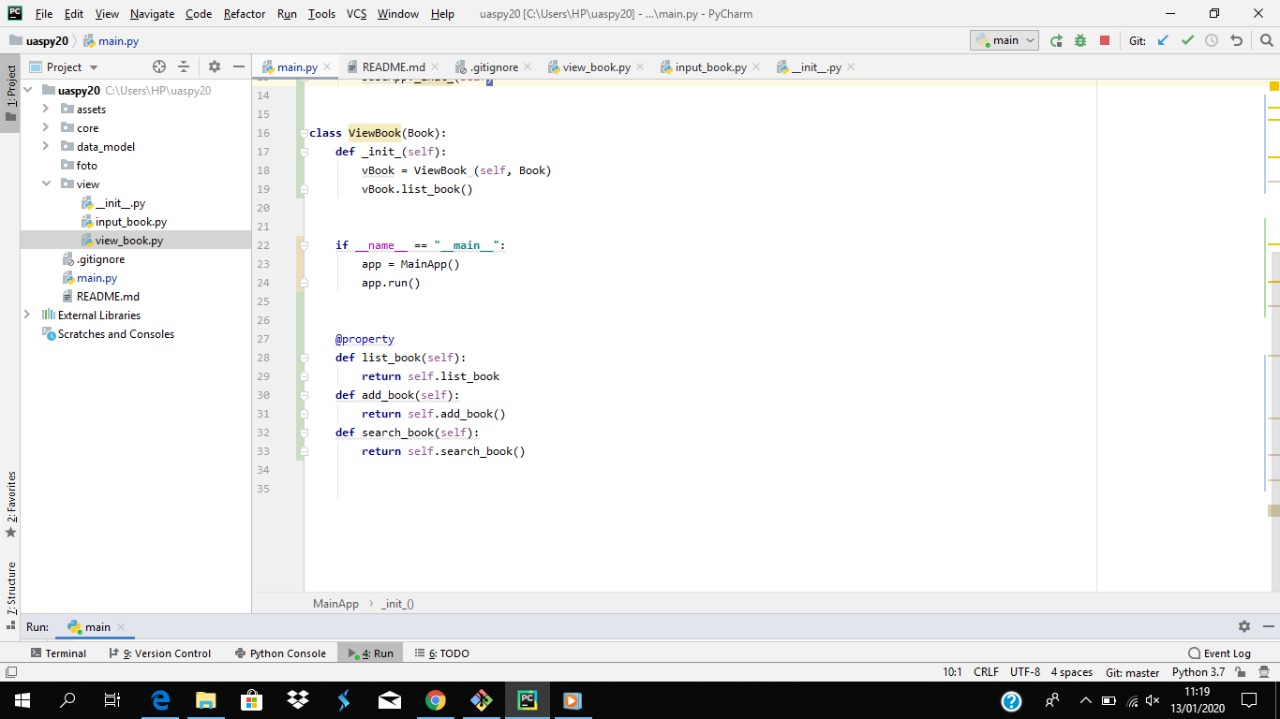 File Edit View Navigate Code Refactor Run Tools VCS Window Help uaspy20 [C:\Users\HP\uaspy20] - ...\main.py - PyCharm
uaspy20 main.py main Git:
1: Project Project main.py README.md .gitignore view_book.py input_book.py __init__.py
uaspy20 C:\Users\HP\uaspy20
assets
core
data_model
foto
view
__init__.py
input_book.py
view_book.py
.gitignore
main.py
README.md
External Libraries
Scratches and Consoles
14
15
16 class ViewBook(Book):
17 def _init_(self):
18 vBook = ViewBook (self, Book)
19 vBook.list_book()
20
21
22 if __name__ == "__main__":
23 app = MainApp()
24 app.run()
25
26
27 @property
28 def list_book(self):
29 return self.list_book
30 def add_book(self):
31 return self.add_book()
32 def search_book(self):
33 return self.search_book()
34
35
2: Favorites
7: Structure
MainApp _init_()
Run: main
Terminal 9: Version Control Python Console 4: Run 6: TODO Event Log
10:1 CRLF UTF-8 4 spaces Git: master Python 3.7
11:19
13/01/2020